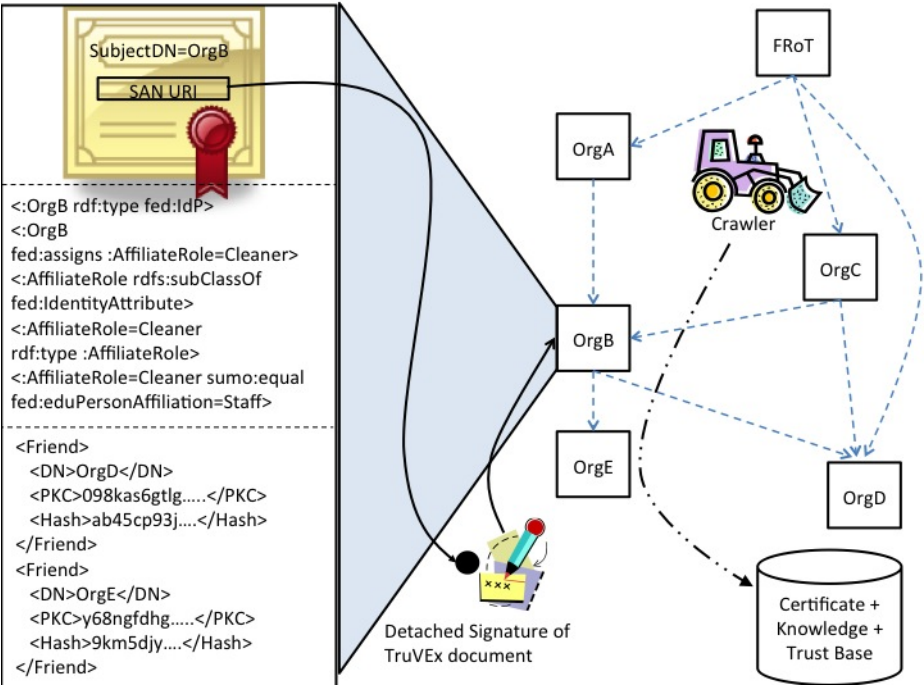 SubjectDN=OrgB
SAN URI
<:OrgB rdf:type fed:IdP>
<:OrgB
fed:assigns :AffiliateRole=Cleaner>
<:AffiliateRole rdfs:subClassOf
fed:IdentityAttribute>
<:AffiliateRole=Cleaner
rdf:type :AffiliateRole>
<:AffiliateRole=Cleaner sumo:equal
fed:eduPersonAffiliation=Staff>
<Friend>
<DN>OrgD</DN>
<PKC>098kas6gtlg.....</PKC>
<Hash>ab45cp93j....</Hash>
</Friend>
<Friend>
<DN>OrgE</DN>
<PKC>y68ngfdhg.....</PKC>
<Hash>9km5djy....</Hash>
</Friend>
FRoT
OrgA
Crawler
OrgC
OrgB
OrgE
OrgD
xxx
Detached Signature of
TruVEx document
Certificate +
Knowledge +
Trust Base